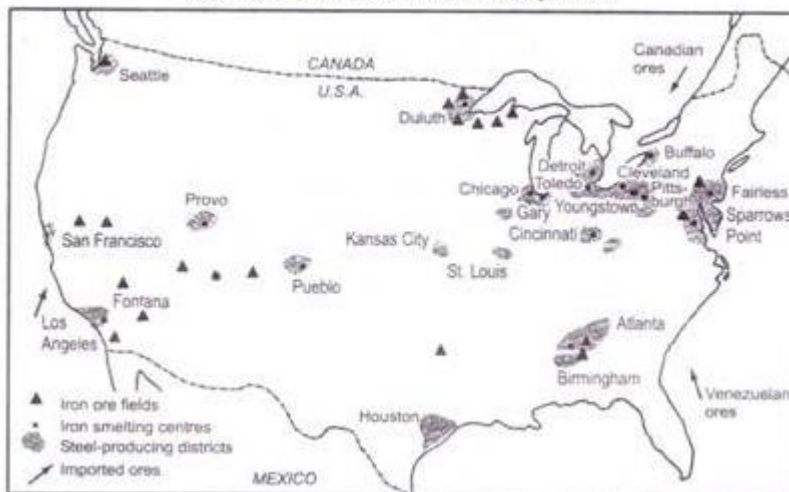 CANADA
U.S.A.
Canadian
ores
Seattle
Duluth
Buffalo
Detroit
Cleveland
Toledo
Pitts-
burgh
Fairless
Chicago
Gary
Youngstown
Sparrows
Point
Provo
San Francisco
Kansas City
Cincinnati
St. Louis
Pueblo
Fontana
Los
Angeles
Atlanta
Birmingham
Houston
Venezuelan
ores
Iron ore fields
Iron smelting centres
Steel-producing districts
Imported ores
MEXICO